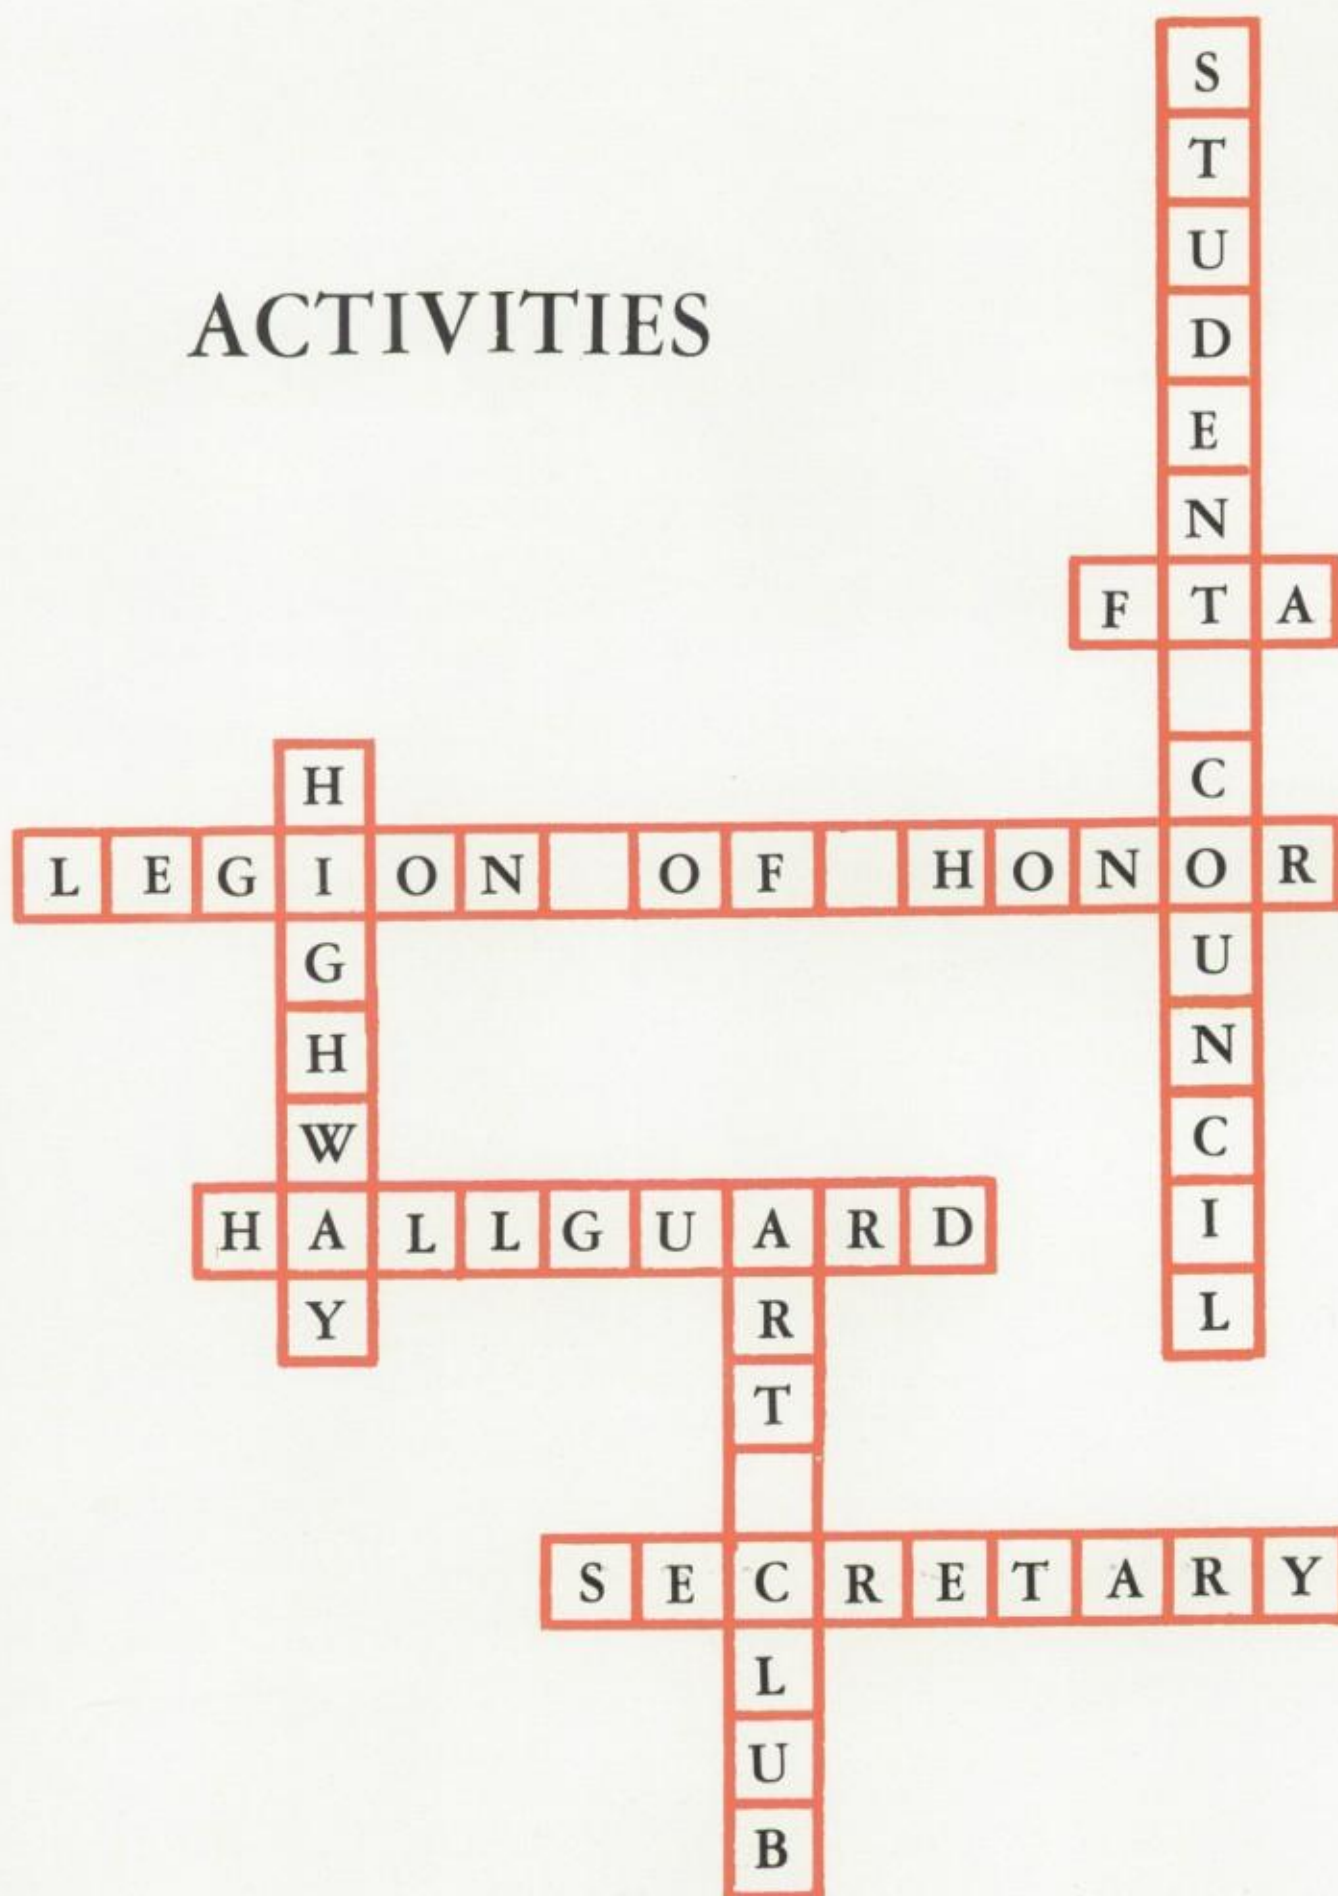 ACTIVITIES
STUDENT COUNCIL
FTA
HIGHWAY
LEGION OF HONOR
HALLGUARD
ART CLUB
SECRETARY